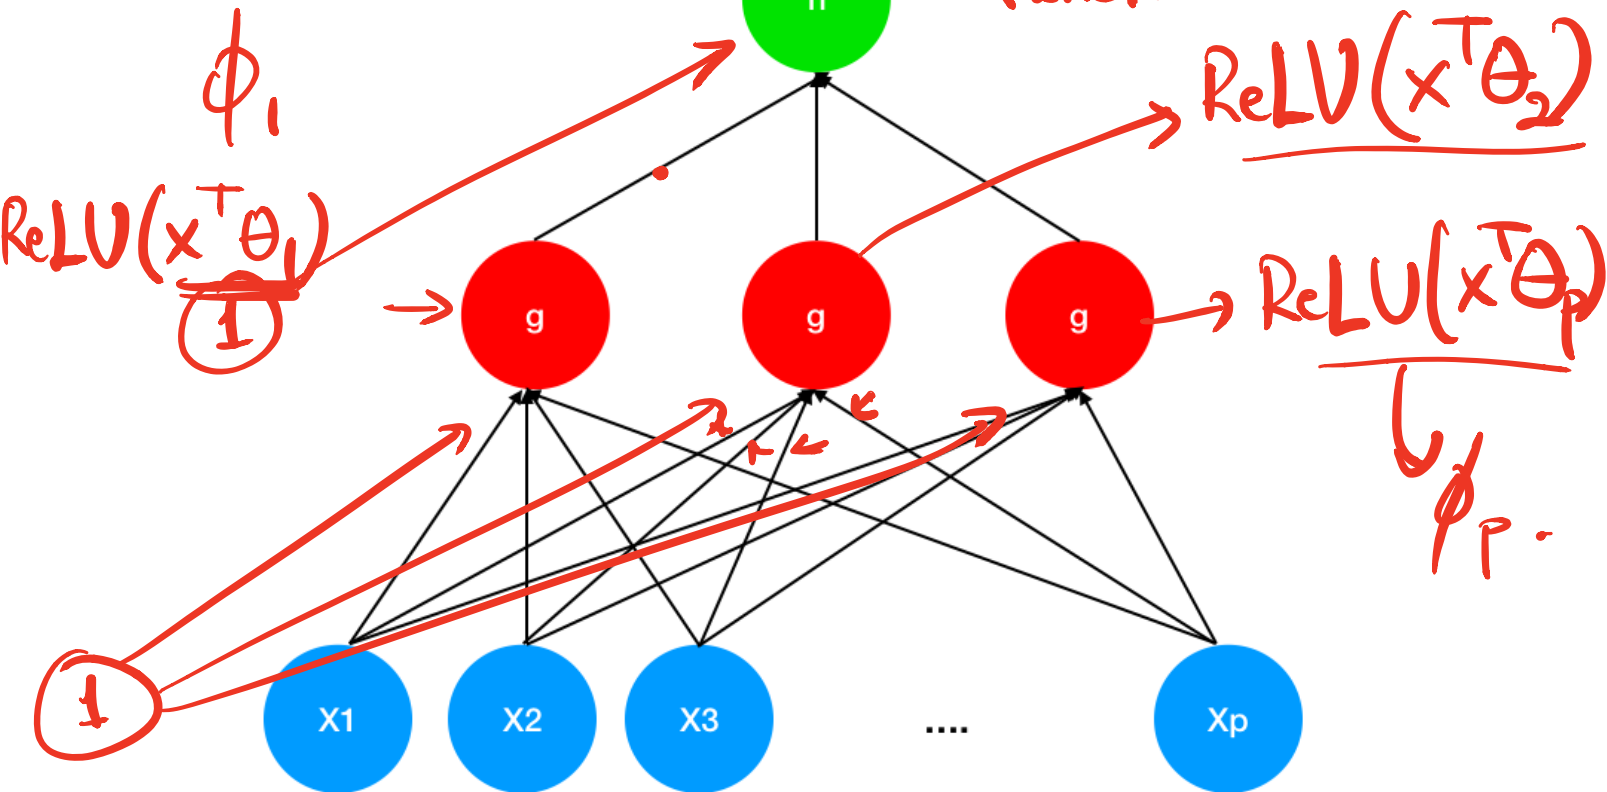 ϕ₁
ReLU(xᵀθ₂)
ReLU(xᵀθ₁)
1
g
g
g
ReLU(xᵀθₚ)
ϕₚ.
1
X1
X2
X3
....
Xp